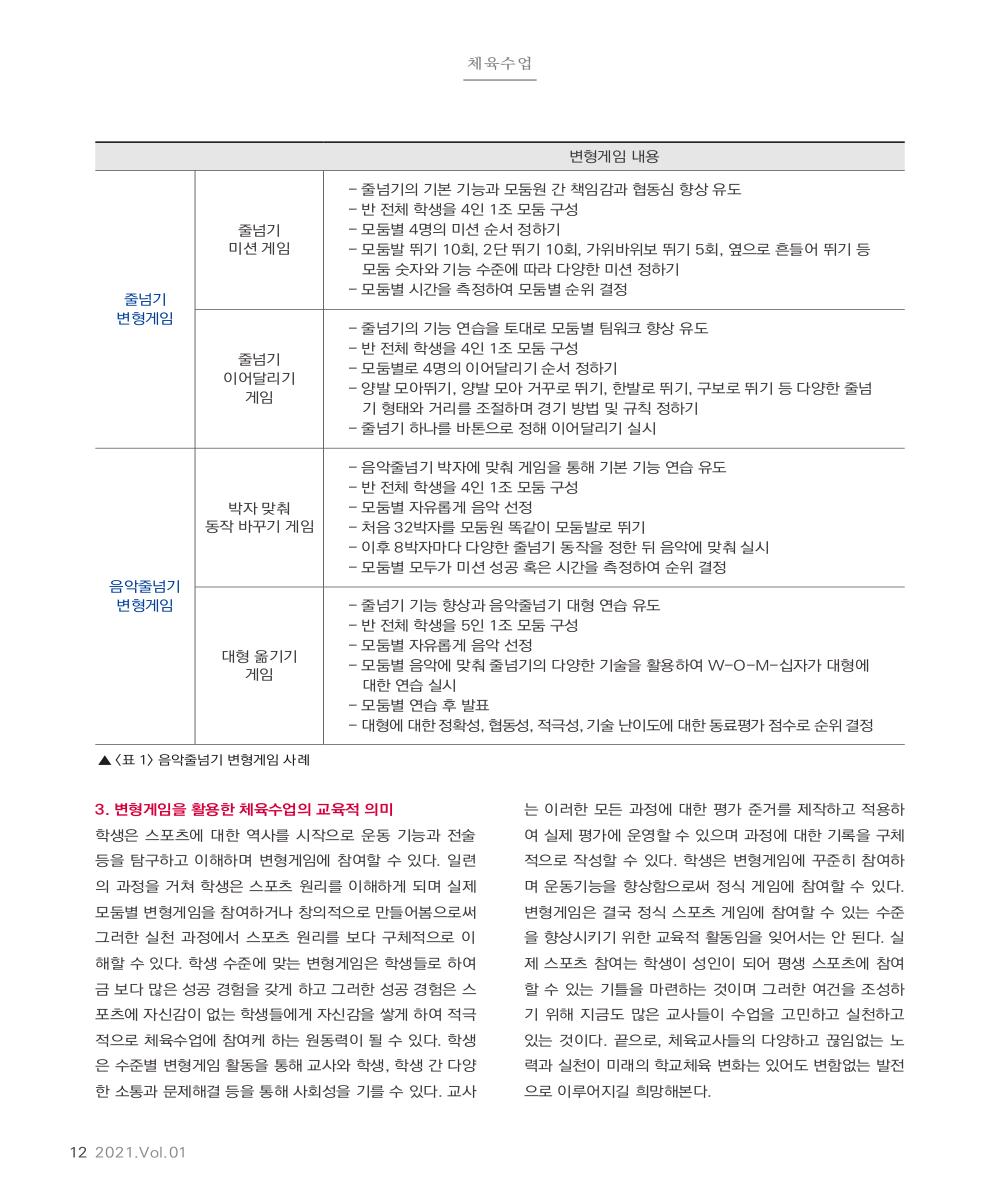 체육수업
변형게임 내용
줄넘기
변형게임
줄넘기
미션 게임
– 줄넘기의 기본 기능과 모둠원 간 책임감과 협동심 향상 유도
– 반 전체 학생을 4인 1조 모둠 구성
– 모둠별 4명의 미션 순서 정하기
– 모둠발 뛰기 10회, 2단 뛰기 10회, 가위바위보 뛰기 5회, 옆으로 흔들어 뛰기 등
모둠 숫자와 기능 수준에 따라 다양한 미션 정하기
– 모둠별 시간을 측정하여 모둠별 순위 결정
줄넘기
이어달리기
게임
– 줄넘기의 기능 연습을 토대로 모둠별 팀워크 향상 유도
– 반 전체 학생을 4인 1조 모둠 구성
– 모둠별로 4명의 이어달리기 순서 정하기
– 양발 모아뛰기, 양발 모아 거꾸로 뛰기, 한발로 뛰기, 구보로 뛰기 등 다양한 줄넘
기 형태와 거리를 조절하며 경기 방법 및 규칙 정하기
– 줄넘기 하나를 바톤으로 정해 이어달리기 실시
음악줄넘기
변형게임
박자 맞춰
동작 바꾸기 게임
– 음악줄넘기 박자에 맞춰 게임을 통해 기본 기능 연습 유도
– 반 전체 학생을 4인 1조 모둠 구성
– 모둠별 자유롭게 음악 선정
– 처음 32박자를 모둠원 똑같이 모둠발로 뛰기
– 이후 8박자마다 다양한 줄넘기 동작을 정한 뒤 음악에 맞춰 실시
– 모둠별 모두가 미션 성공 혹은 시간을 측정하여 순위 결정
대형 옮기기
게임
– 줄넘기 기능 향상과 음악줄넘기 대형 연습 유도
– 반 전체 학생을 5인 1조 모둠 구성
– 모둠별 자유롭게 음악 선정
– 모둠별 음악에 맞춰 줄넘기의 다양한 기술을 활용하여 W-O-M-십자가 대형에
대한 연습 실시
– 모둠별 연습 후 발표
– 대형에 대한 정확성, 협동성, 적극성, 기술 난이도에 대한 동료평가 점수로 순위 결정
▲〈표 1〉 음악줄넘기 변형게임 사례
3. 변형게임을 활용한 체육수업의 교육적 의미
학생은 스포츠에 대한 역사를 시작으로 운동 기능과 전술
등을 탐구하고 이해하며 변형게임에 참여할 수 있다. 일련
의 과정을 거쳐 학생은 스포츠 원리를 이해하게 되며 실제
모둠별 변형게임을 참여하거나 창의적으로 만들어봄으로써
그러한 실천 과정에서 스포츠 원리를 보다 구체적으로 이
해할 수 있다. 학생 수준에 맞는 변형게임은 학생들로 하여
금 보다 많은 성공 경험을 갖게 하고 그러한 성공 경험은 스
포츠에 자신감이 없는 학생들에게 자신감을 쌓게 하여 적극
적으로 체육수업에 참여케 하는 원동력이 될 수 있다. 학생
은 수준별 변형게임 활동을 통해 교사와 학생, 학생 간 다양
한 소통과 문제해결 등을 통해 사회성을 기를 수 있다. 교사
는 이러한 모든 과정에 대한 평가 준거를 제작하고 적용하
여 실제 평가에 운영할 수 있으며 과정에 대한 기록을 구체
적으로 작성할 수 있다. 학생은 변형게임에 꾸준히 참여하
며 운동기능을 향상함으로써 정식 게임에 참여할 수 있다.
변형게임은 결국 정식 스포츠 게임에 참여할 수 있는 수준
을 향상시키기 위한 교육적 활동임을 잊어서는 안 된다. 실
제 스포츠 참여는 학생이 성인이 되어 평생 스포츠에 참여
할 수 있는 기틀을 마련하는 것이며 그러한 여건을 조성하
기 위해 지금도 많은 교사들이 수업을 고민하고 실천하고
있는 것이다. 끝으로, 체육교사들의 다양하고 끊임없는 노
력과 실천이 미래의 학교체육 변화는 있어도 변함없는 발전
으로 이루어지길 희망해본다.
12 2021.Vol.01